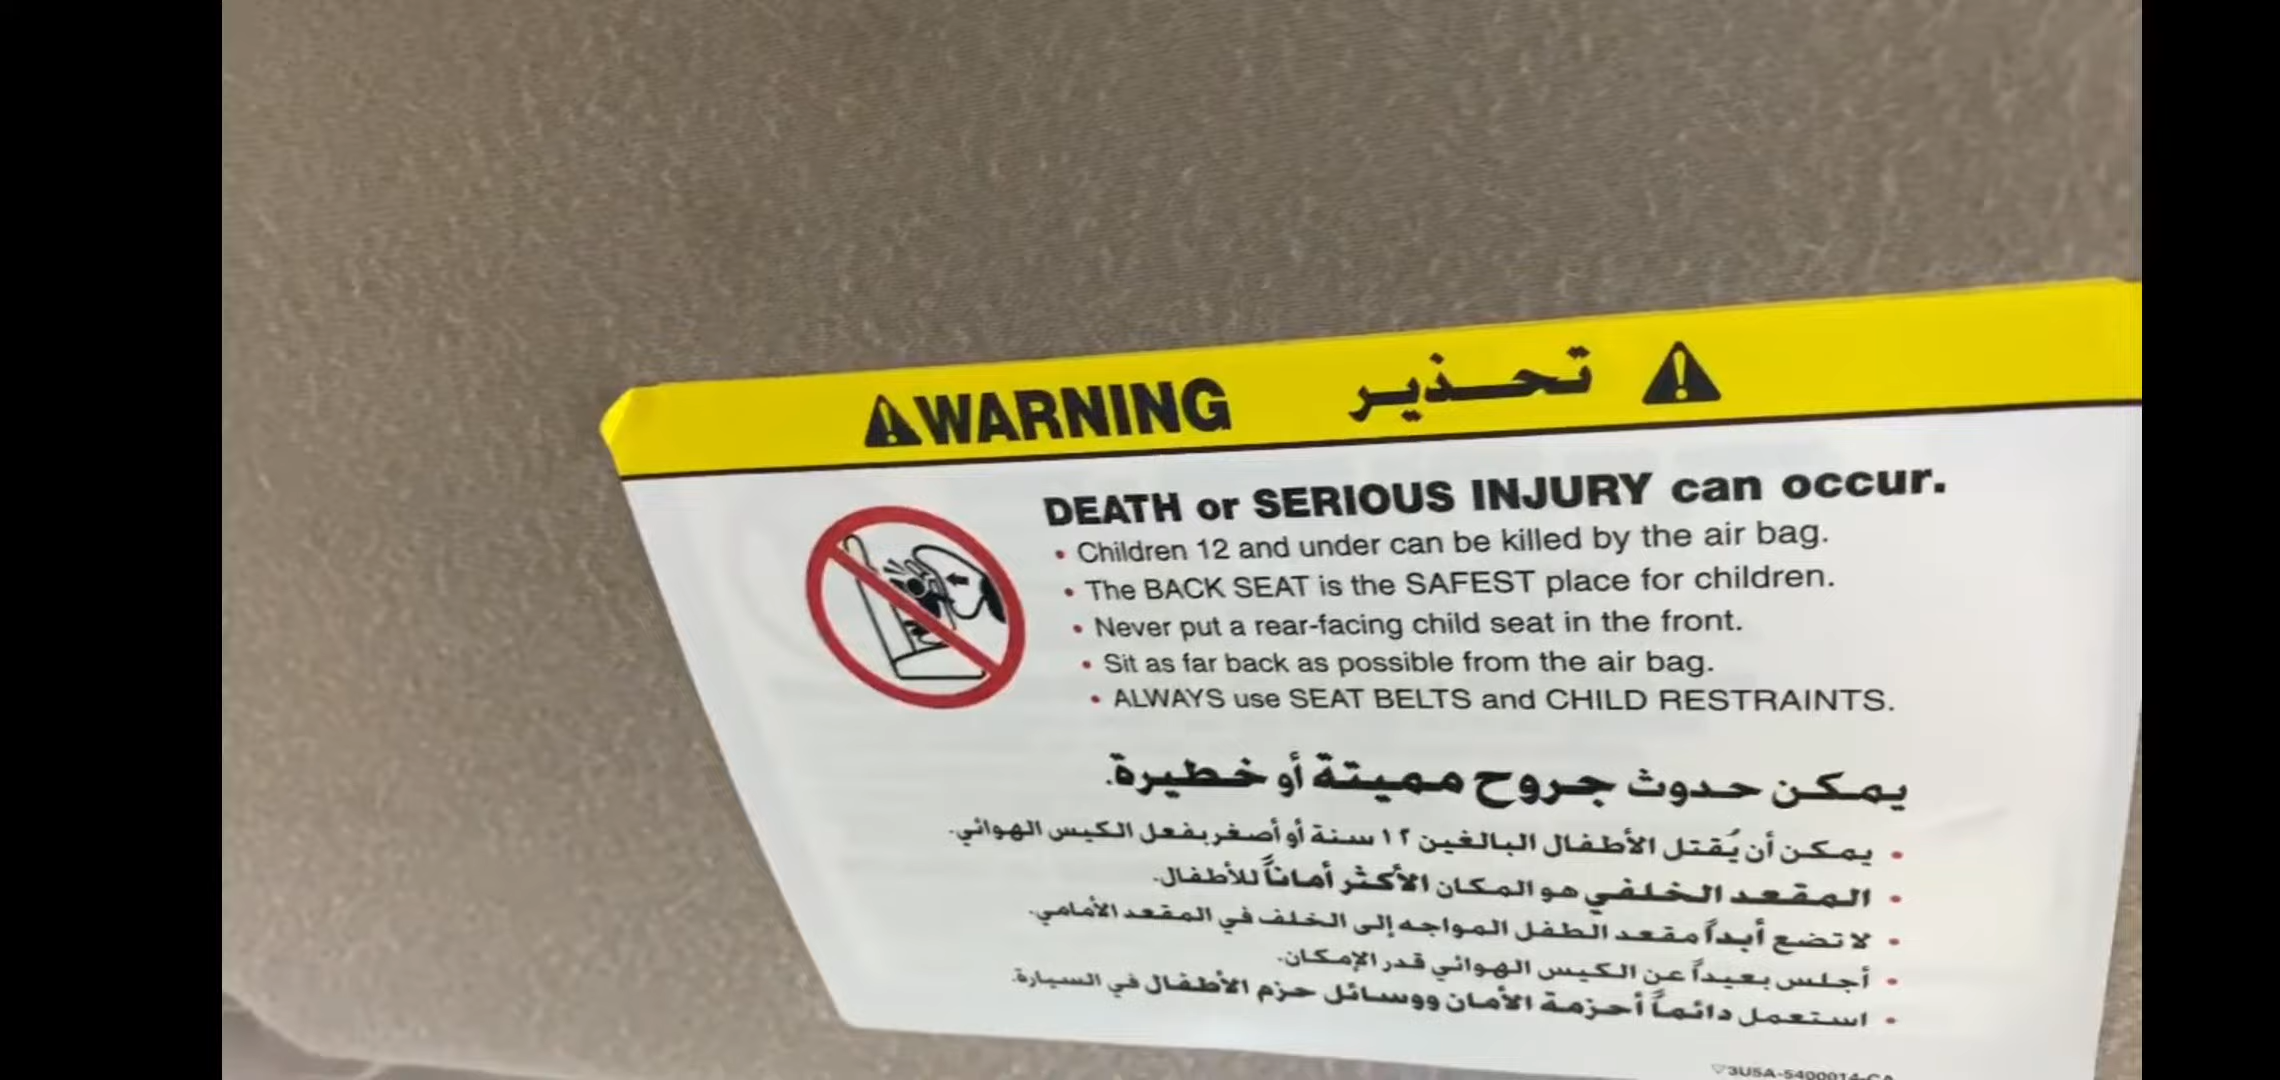 ⚠WARNING تحذير ⚠
DEATH or SERIOUS INJURY can occur.
• Children 12 and under can be killed by the air bag.
• The BACK SEAT is the SAFEST place for children.
• Never put a rear-facing child seat in the front.
• Sit as far back as possible from the air bag.
• ALWAYS use SEAT BELTS and CHILD RESTRAINTS.
يمكن حدوث جروح مميتة أو خطيرة.
• يمكن أن يُقتل الأطفال البالغين ١٢ سنة أو أصغر بفعل الكيس الهوائي.
• المقعد الخلفي هو المكان الأكثر أماناً للأطفال.
• لا تضع أبداً مقعد الطفل المواجه إلى الخلف في المقعد الأمامي.
• أجلس بعيداً عن الكيس الهوائي قدر الإمكان.
• استعمل دائماً أحزمة الأمان ووسائل حزم الأطفال في السيارة.